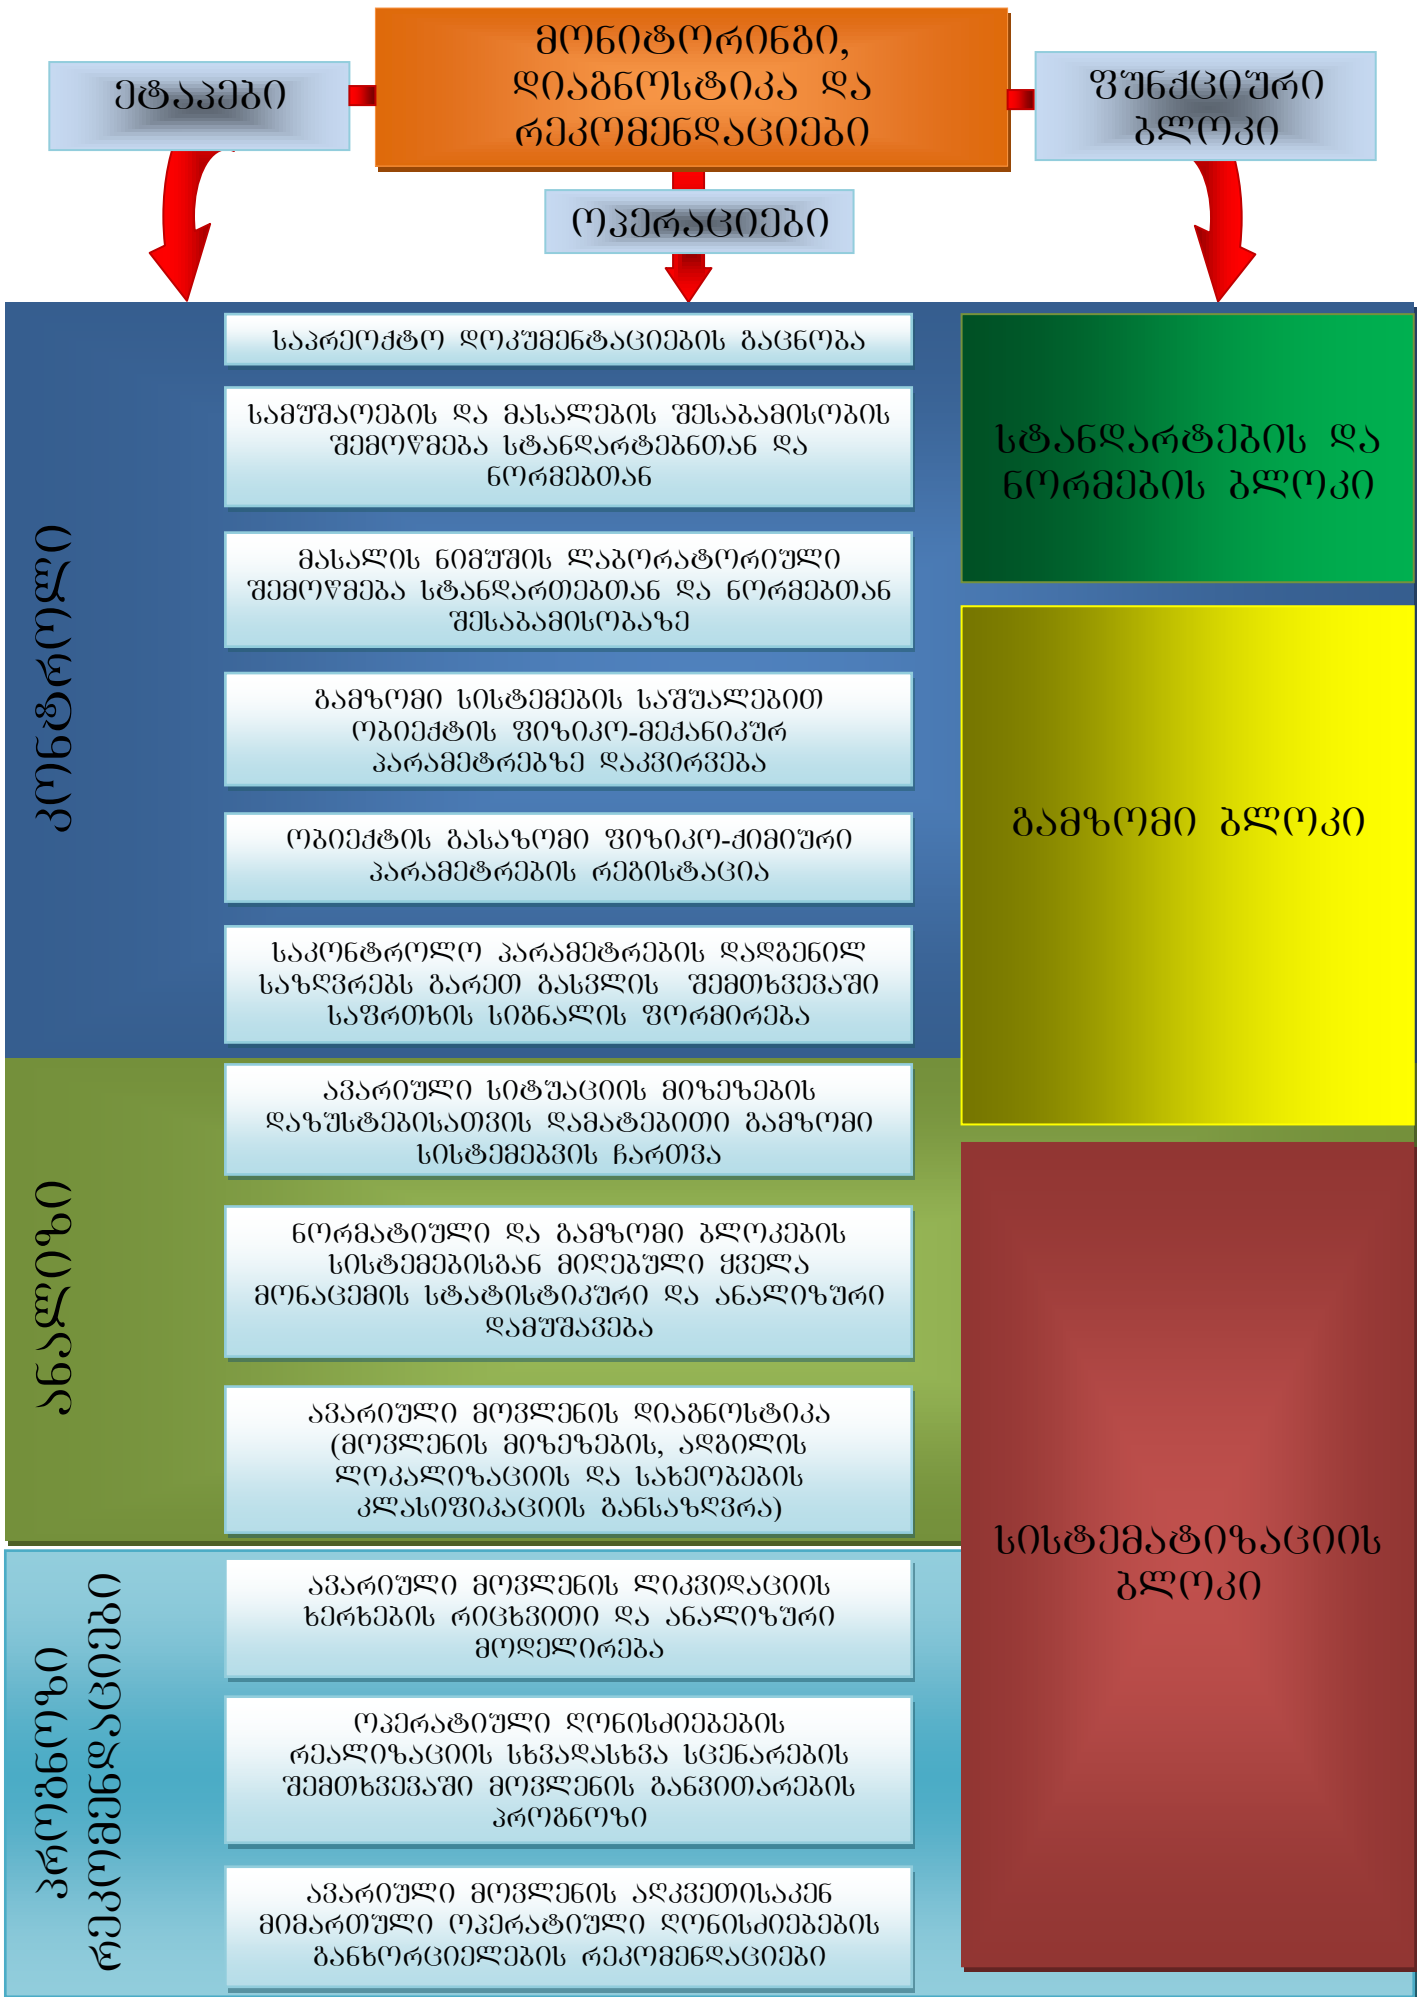 მონიტორინგი,
დიაგნოსტიკა და
რეკომენდაციები
ეტაპები
ფუნქციური
ბლოკი
ოპერაციები
კონტროლი
საპრეოქტო დოკუმენტაციების გაცნობა
სამუშაოების და მასალების შესაბამისობის
შემოწმება სტანდარტებნთან და
ნორმებთან
მასალის ნიმუშის ლაბორატორიული
შემოწმება სტანდართებთან და ნორმებთან
შესაბამისობაზე
გამზომი სისტემების საშუალებით
ობიექტის ფიზიკო-მექანიკურ
პარამეტრებზე დაკვირვება
ობიექტის გასაზომი ფიზიკო-ქიმიური
პარამეტრების რეგისტაცია
საკონტროლო პარამეტრების დადგენილ
საზღვრებს გარეთ გასვლის შემთხვევაში
საფრთხის სიგნალის ფორმირება
სტანდარტების და
ნორმების ბლოკი
გამზომი ბლოკი
ანალიზი
ავარიული სიტუაციის მიზეზების
დაზუსტებისათვის დამატებითი გამზომი
სისტემებვის ჩართვა
ნორმატიული და გამზომი ბლოკების
სისტემებისგან მიღებული ყველა
მონაცემის სტატისტიკური და ანალიზური
დამუშავება
ავარიული მოვლენის დიაგნოსტიკა
(მოვლენის მიზეზების, ადგილის
ლოკალიზაციის და სახეობების
კლასიფიკაციის განსაზღვრა)
სისტემატიზაციის
ბლოკი
პროგნოზი
რეკომენდაციები
ავარიული მოვლენის ლიკვიდაციის
ხერხების რიცხვითი და ანალიზური
მოდელირება
ოპერატიული ღონისძიებების
რეალიზაციის სხვადასხვა სცენარების
შემთხვევაში მოვლენის განვითარების
პროგნოზი
ავარიული მოვლენის აღკვეთისაკენ
მიმართული ოპერატიული ღონისძიებების
განხორციელების რეკომენდაციები